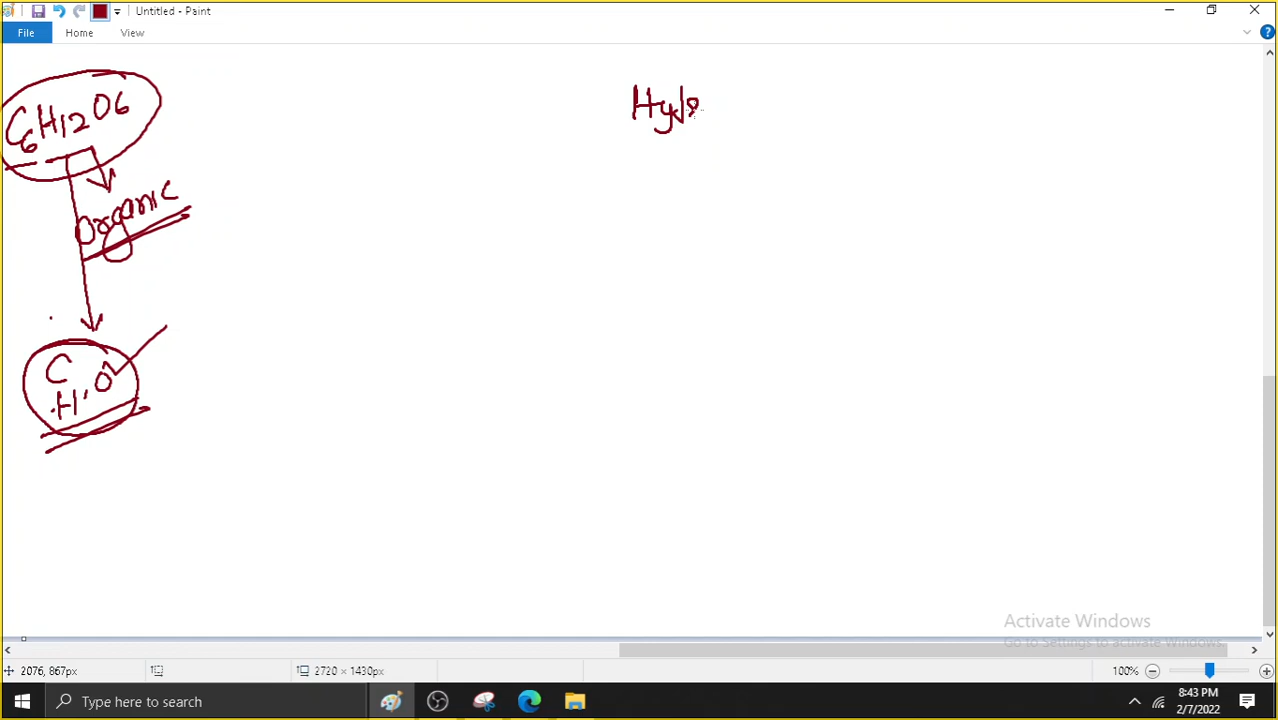 Untitled - Paint
File Home View
C6H12O6
Organic
C
H O
Hydr
Activate Windows
Go to Settings to activate Windows.
2076, 867px 2720 × 1430px 100%
Type here to search
8:43 PM
2/7/2022